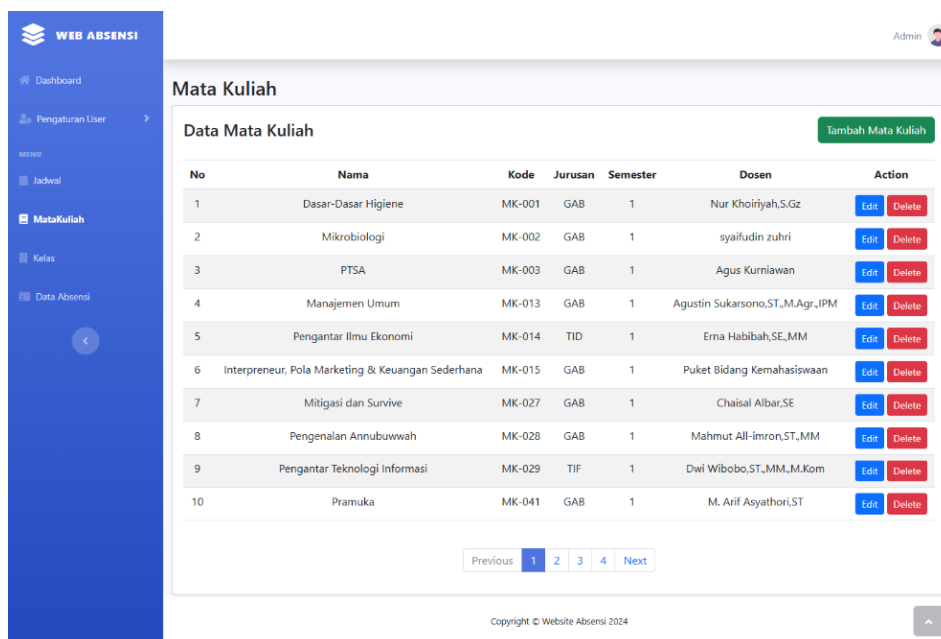 WEB ABSENSI
Admin
Dashboard
Pengaturan User
MENU
Jadwal
MataKuliah
Kelas
Data Absensi
Mata Kuliah
Data Mata Kuliah
Tambah Mata Kuliah
No Nama Kode Jurusan Semester Dosen Action
1 Dasar-Dasar Higiene MK-001 GAB 1 Nur Khoiriyah,S.Gz Edit Delete
2 Mikrobiologi MK-002 GAB 1 syaifudin zuhri Edit Delete
3 PTSA MK-003 GAB 1 Agus Kurniawan Edit Delete
4 Manajemen Umum MK-013 GAB 1 Agustin Sukarsono,ST.,M.Agr.,IPM Edit Delete
5 Pengantar Ilmu Ekonomi MK-014 TID 1 Erna Habibah,SE,MM Edit Delete
6 Interpreneur, Pola Marketing & Keuangan Sederhana MK-015 GAB 1 Puket Bidang Kemahasiswaan Edit Delete
7 Mitigasi dan Survive MK-027 GAB 1 Chaisal Albar,SE Edit Delete
8 Pengenalan Annubuwwah MK-028 GAB 1 Mahmut All-imron,ST.,MM Edit Delete
9 Pengantar Teknologi Informasi MK-029 TIF 1 Dwi Wibobo,ST.,MM.,M.Kom Edit Delete
10 Pramuka MK-041 GAB 1 M. Arif Asyathori,ST Edit Delete
Previous 1 2 3 4 Next
Copyright © Website Absensi 2024